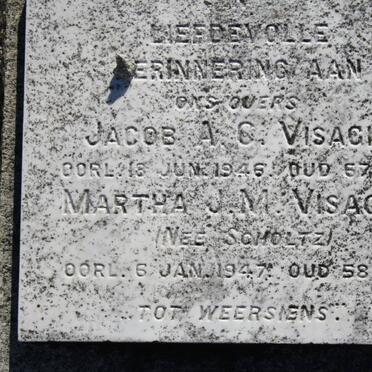 LIEFDEVOLLE
ERINNERING AAN
ONS OUERS
JACOB A. C. VISAGI
OORL. 18 JUN. 1946. OUD 67
MARTHA J. M. VISAG
(NEE SCHOLTZ)
OORL. 6 JAN. 1947. OUD 58
"TOT WEERSIENS."